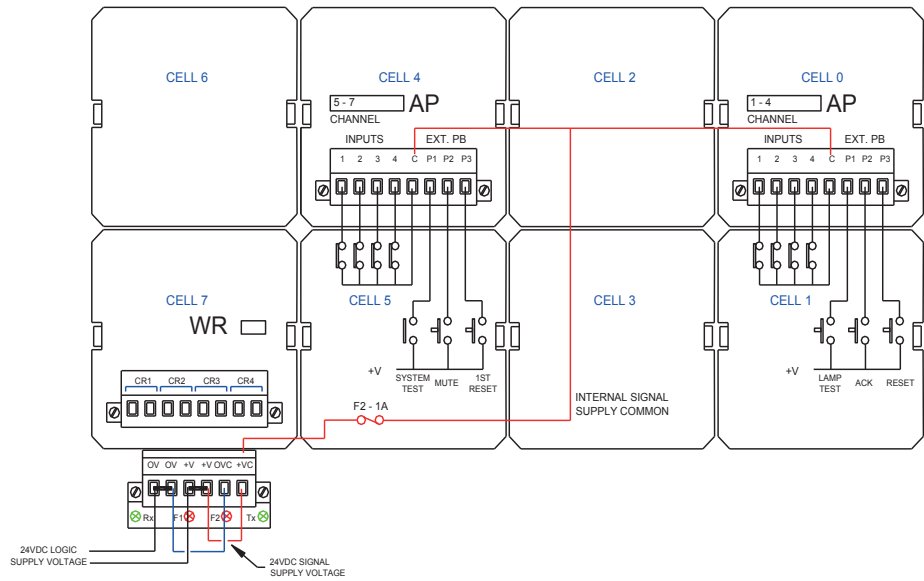 CELL 6
CELL 4
CELL 2
CELL 0
5 - 7
AP
CHANNEL
1 - 4
AP
CHANNEL
INPUTS
EXT. PB
1 2 3 4 C P1 P2 P3
INPUTS
EXT. PB
1 2 3 4 C P1 P2 P3
CELL 7
CELL 5
CELL 3
CELL 1
WR
CR1 CR2 CR3 CR4
+V
SYSTEM
TEST
MUTE
1ST
RESET
+V
LAMP
TEST
ACK
RESET
F2 - 1A
INTERNAL SIGNAL
SUPPLY COMMON
OV OV +V +V OVC +VC
Rx F1 F2 Tx
24VDC LOGIC
SUPPLY VOLTAGE
24VDC SIGNAL
SUPPLY VOLTAGE